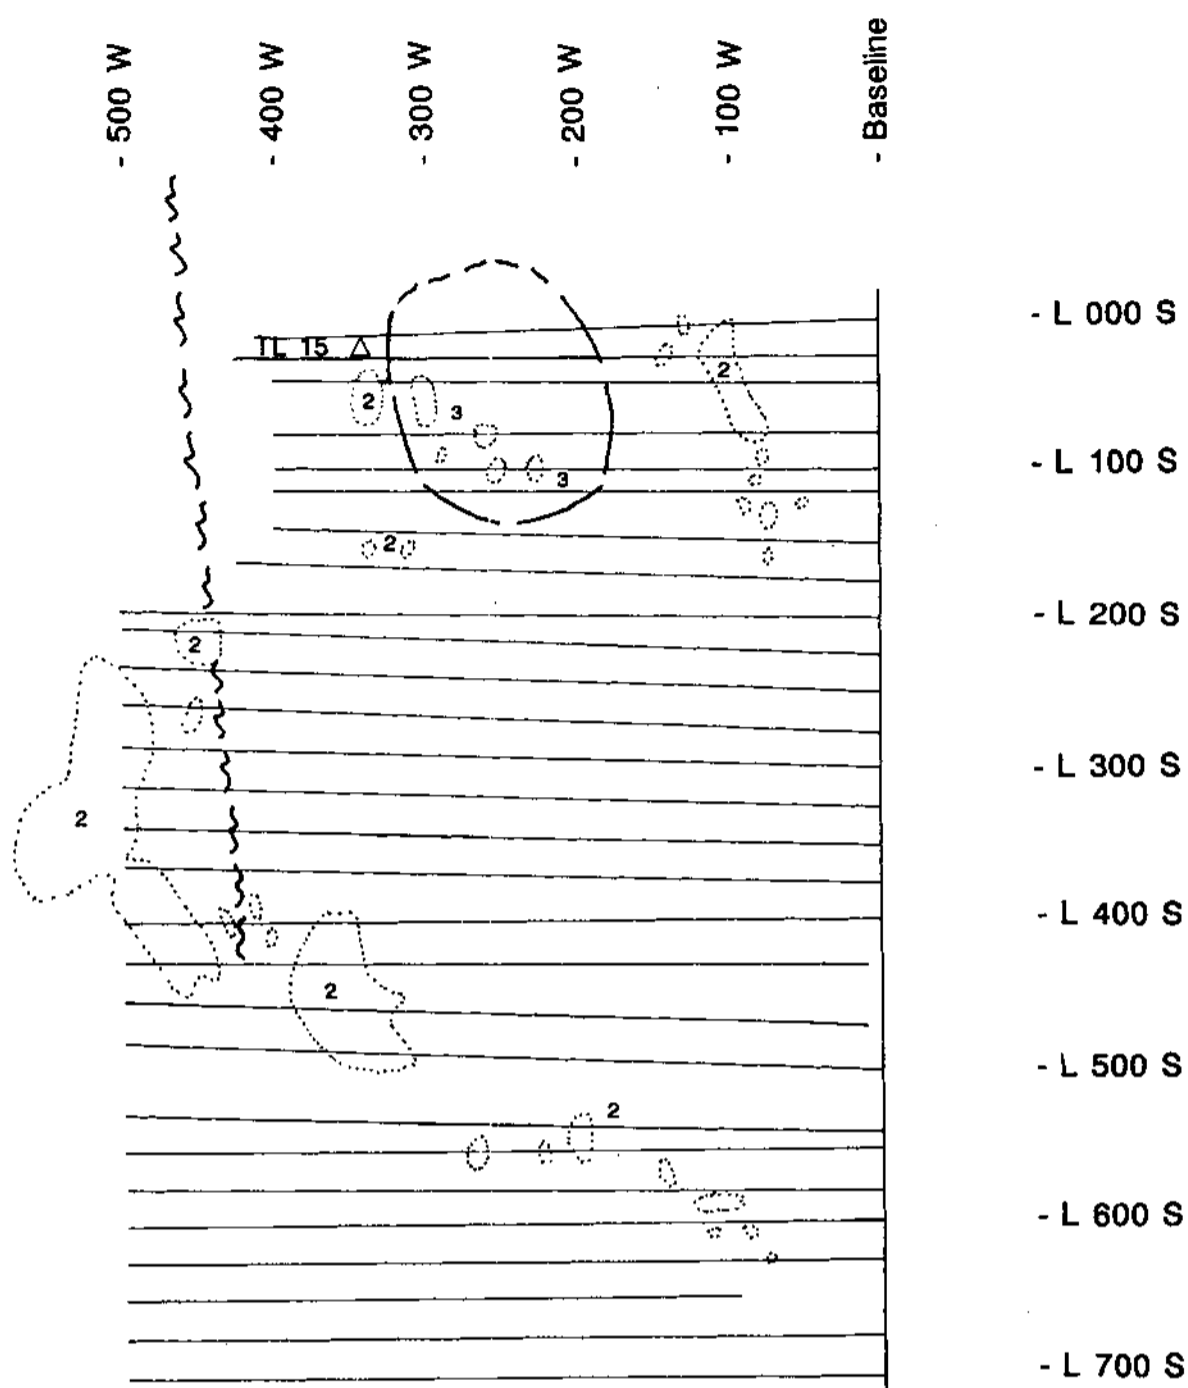 - 500 W
- 400 W
- 300 W
- 200 W
- 100 W
- Baseline
- L 000 S
TL 15 △
2
2
3
- L 100 S
3
2
- L 200 S
2
- L 300 S
2
- L 400 S
2
- L 500 S
2
- L 600 S
- L 700 S